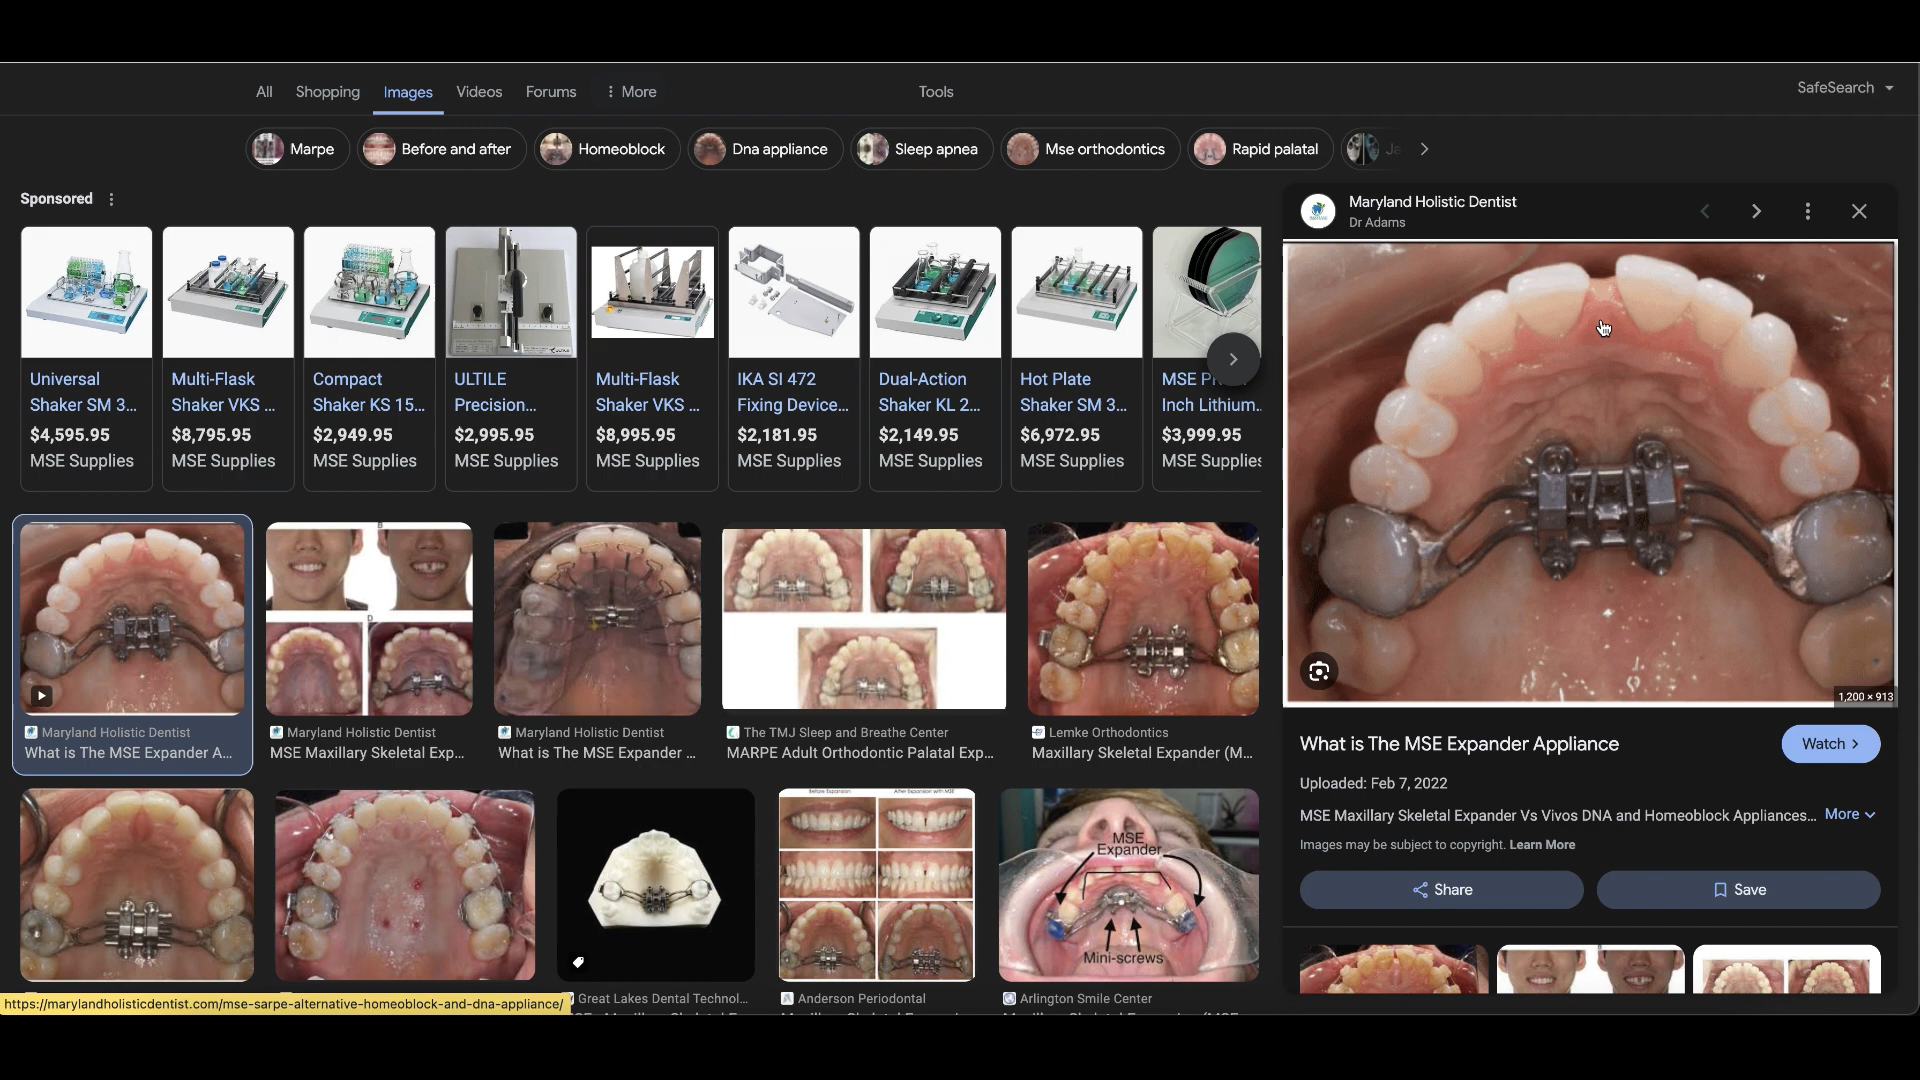 All
Shopping
Images
Videos
Forums
More
Tools
SafeSearch
Marpe
Before and after
Homeoblock
Dna appliance
Sleep apnea
Mse orthodontics
Rapid palatal
Sponsored
Universal
Shaker SM 3...
$4,595.95
MSE Supplies
Multi-Flask
Shaker VKS ...
$8,795.95
MSE Supplies
Compact
Shaker KS 15...
$2,949.95
MSE Supplies
ULTILE
Precision...
$2,995.95
MSE Supplies
Multi-Flask
Shaker VKS ...
$8,995.95
MSE Supplies
IKA SI 472
Fixing Device...
$2,181.95
MSE Supplies
Dual-Action
Shaker KL 2...
$2,149.95
MSE Supplies
Hot Plate
Shaker SM 3...
$6,972.95
MSE Supplies
MSE
Inch Lithium...
$3,999.95
MSE Supplies
Maryland Holistic Dentist
What is The MSE Expander A...
Maryland Holistic Dentist
MSE Maxillary Skeletal Exp...
Maryland Holistic Dentist
What is The MSE Expander ...
The TMJ Sleep and Breathe Center
MARPE Adult Orthodontic Palatal Exp...
Lemke Orthodontics
Maxillary Skeletal Expander (M...
Before Expansion
After Expansion with MSE
MSE
Expander
Mini-screws
Great Lakes Dental Technol...
Anderson Periodontal
Arlington Smile Center
https://marylandholisticdentist.com/mse-sarpe-alternative-homeoblock-and-dna-appliance/
Maryland Holistic Dentist
Dr Adams
1,200 × 913
What is The MSE Expander Appliance
Watch
Uploaded: Feb 7, 2022
MSE Maxillary Skeletal Expander Vs Vivos DNA and Homeoblock Appliances... More
Images may be subject to copyright. Learn More
Share
Save